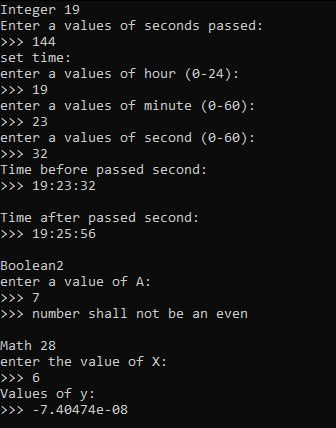 Integer 19
Enter a values of seconds passed:
>>> 144
set time:
enter a values of hour (0-24):
>>> 19
enter a values of minute (0-60):
>>> 23
enter a values of second (0-60):
>>> 32
Time before passed second:
>>> 19:23:32
Time after passed second:
>>> 19:25:56
Boolean2
enter a value of A:
>>> 7
>>> number shall not be an even
Math 28
enter the value of X:
>>> 6
Values of y:
>>> -7.40474e-08